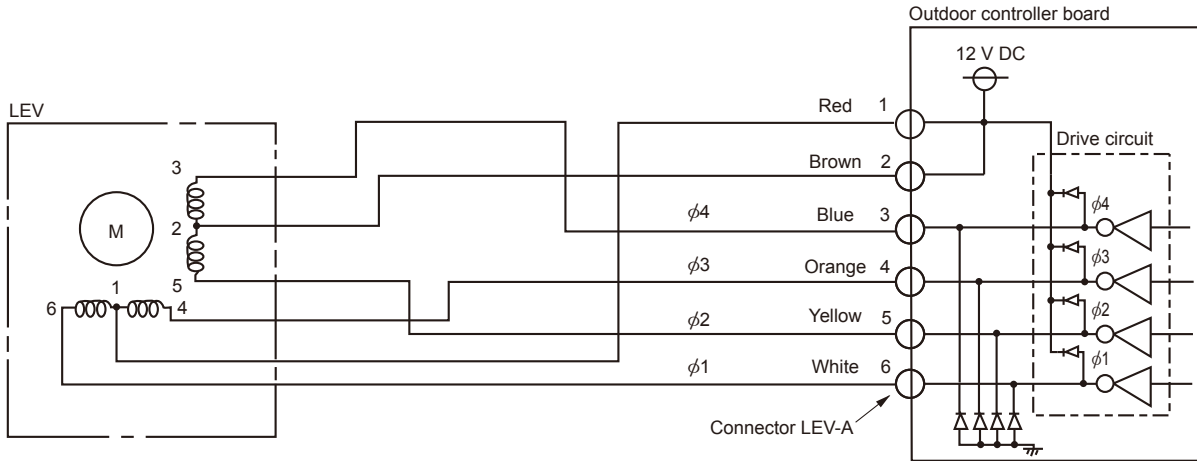 Outdoor controller board
12 V DC
LEV
Red 1
Drive circuit
3
Brown 2
ϕ4
M
2
ϕ4 Blue 3
ϕ3
5
ϕ3 Orange 4
1
6 4
ϕ2
ϕ2 Yellow 5
ϕ1
ϕ1 White 6
Connector LEV-A